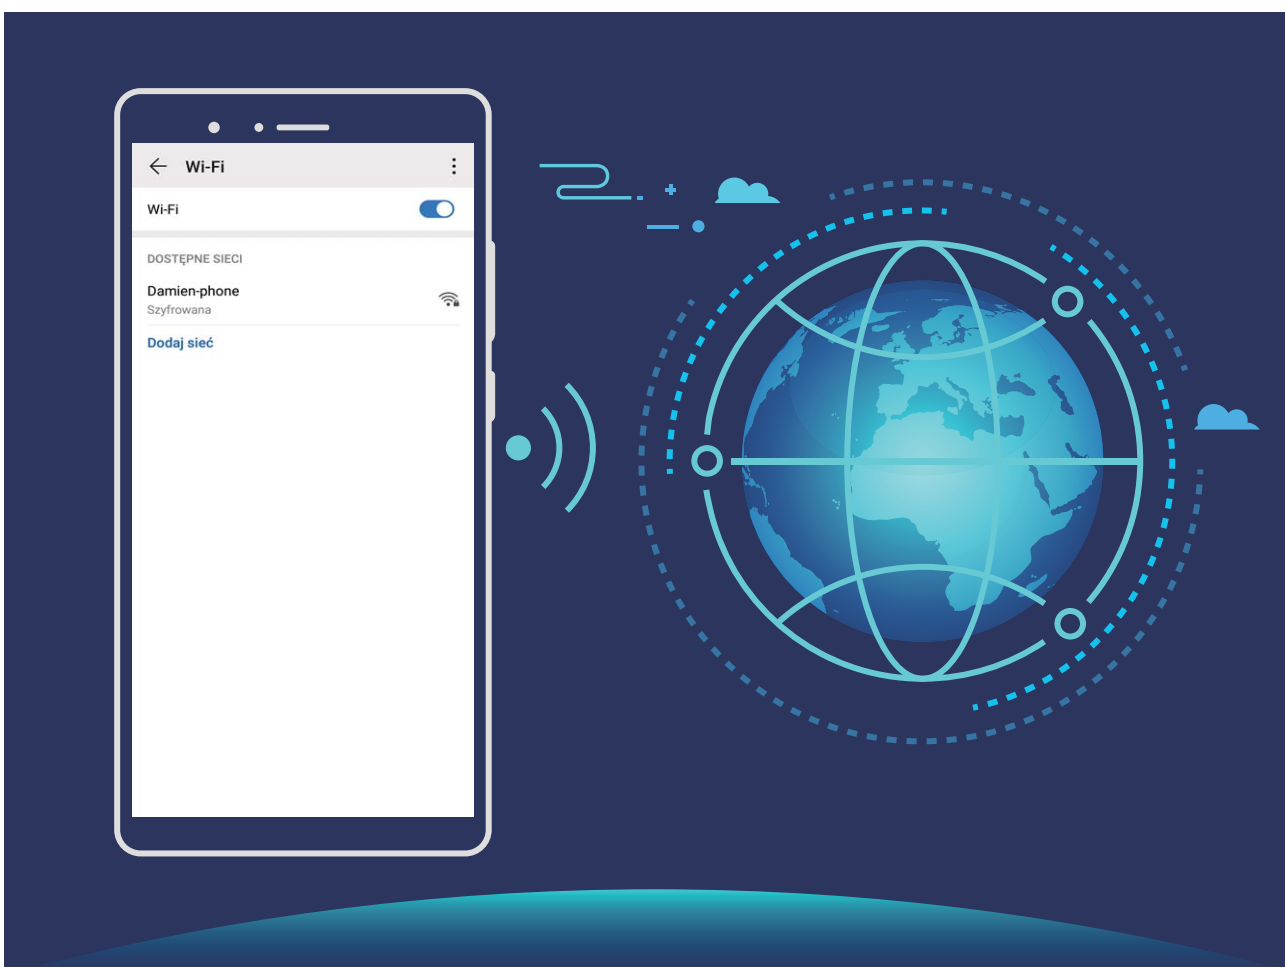 Wi-Fi
Wi-Fi
DOSTĘPNE SIECI
Damien-phone
Szyfrowana
Dodaj sieć